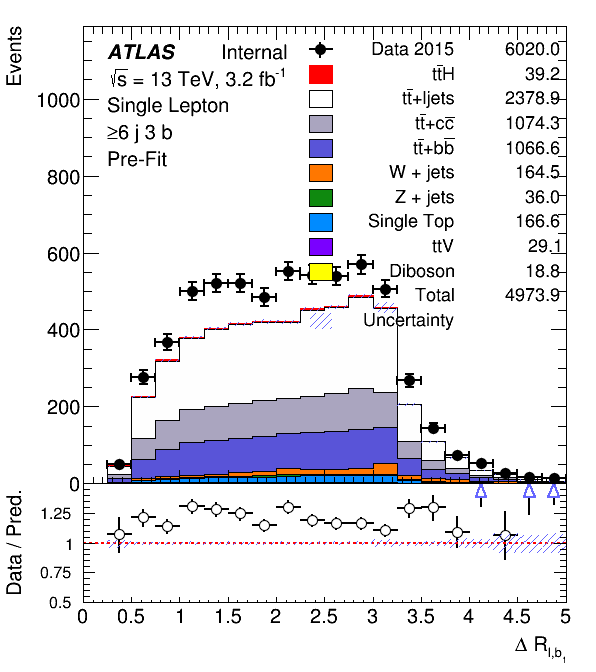 Events
ATLAS Internal
√s = 13 TeV, 3.2 fb⁻¹
Single Lepton
≥6 j 3 b
Pre-Fit
Data 2015 6020.0
tt̄H 39.2
tt̄+ljets 2378.9
tt̄+cc̄ 1074.3
tt̄+bb̄ 1066.6
W + jets 164.5
Z + jets 36.0
Single Top 166.6
ttV 29.1
Diboson 18.8
Total 4973.9
Uncertainty
1000
800
600
400
200
0
Data / Pred.
1.25
1
0.75
0.5
0 0.5 1 1.5 2 2.5 3 3.5 4 4.5 5
Δ R_l,b₁